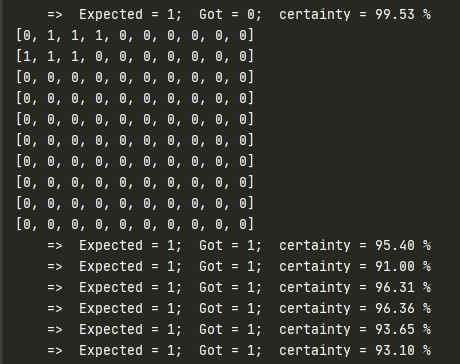 =>  Expected = 1;  Got = 0;  certainty = 99.53 %
[0, 1, 1, 1, 0, 0, 0, 0, 0, 0]
[1, 1, 1, 0, 0, 0, 0, 0, 0, 0]
[0, 0, 0, 0, 0, 0, 0, 0, 0, 0]
[0, 0, 0, 0, 0, 0, 0, 0, 0, 0]
[0, 0, 0, 0, 0, 0, 0, 0, 0, 0]
[0, 0, 0, 0, 0, 0, 0, 0, 0, 0]
[0, 0, 0, 0, 0, 0, 0, 0, 0, 0]
[0, 0, 0, 0, 0, 0, 0, 0, 0, 0]
[0, 0, 0, 0, 0, 0, 0, 0, 0, 0]
[0, 0, 0, 0, 0, 0, 0, 0, 0, 0]
=>  Expected = 1;  Got = 1;  certainty = 95.40 %
=>  Expected = 1;  Got = 1;  certainty = 91.00 %
=>  Expected = 1;  Got = 1;  certainty = 96.31 %
=>  Expected = 1;  Got = 1;  certainty = 96.36 %
=>  Expected = 1;  Got = 1;  certainty = 93.65 %
=>  Expected = 1;  Got = 1;  certainty = 93.10 %